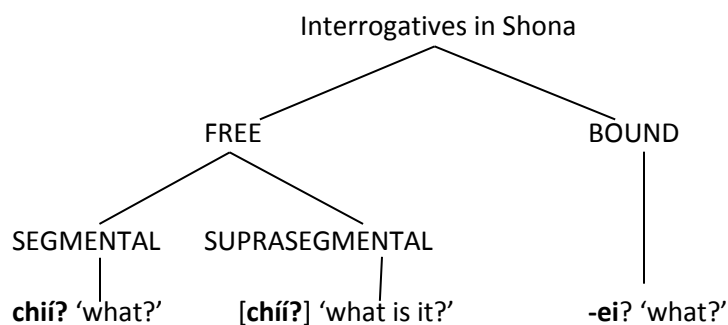 Interrogatives in Shona
FREE BOUND
SEGMENTAL SUPRASEGMENTAL
chií? ‘what?’ [chíí?] ‘what is it?’ -ei? ‘what?’